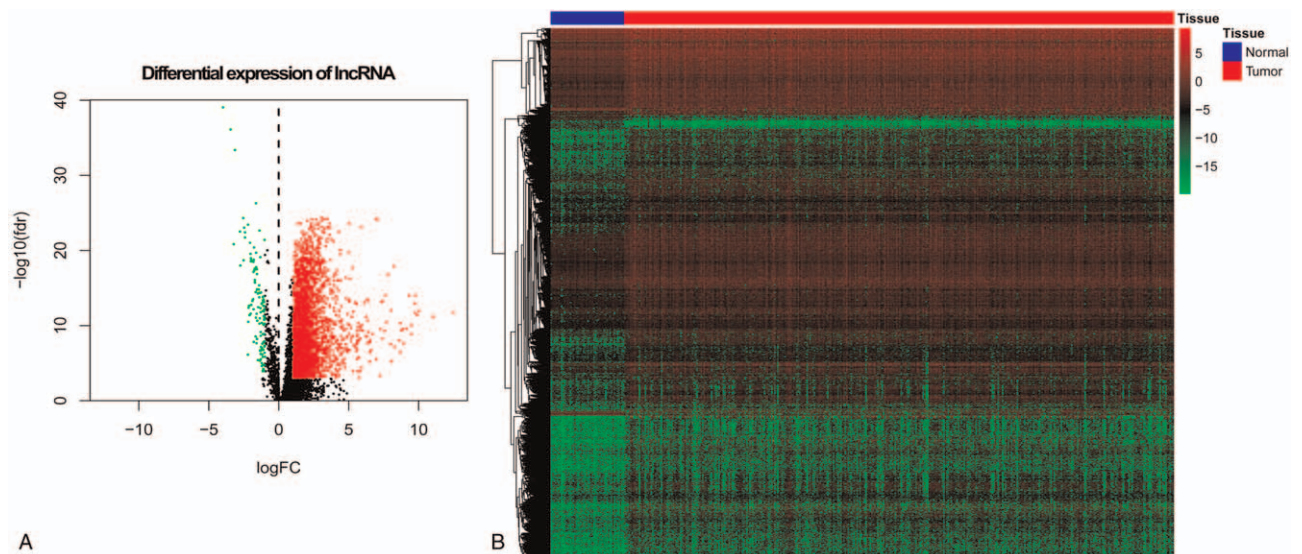 Differential expression of lncRNA
40
30
20
10
0
−log10(fdr)
−10
−5
0
5
10
logFC
A
B
Tissue
5
0
−5
−10
−15
Tissue
Normal
Tumor